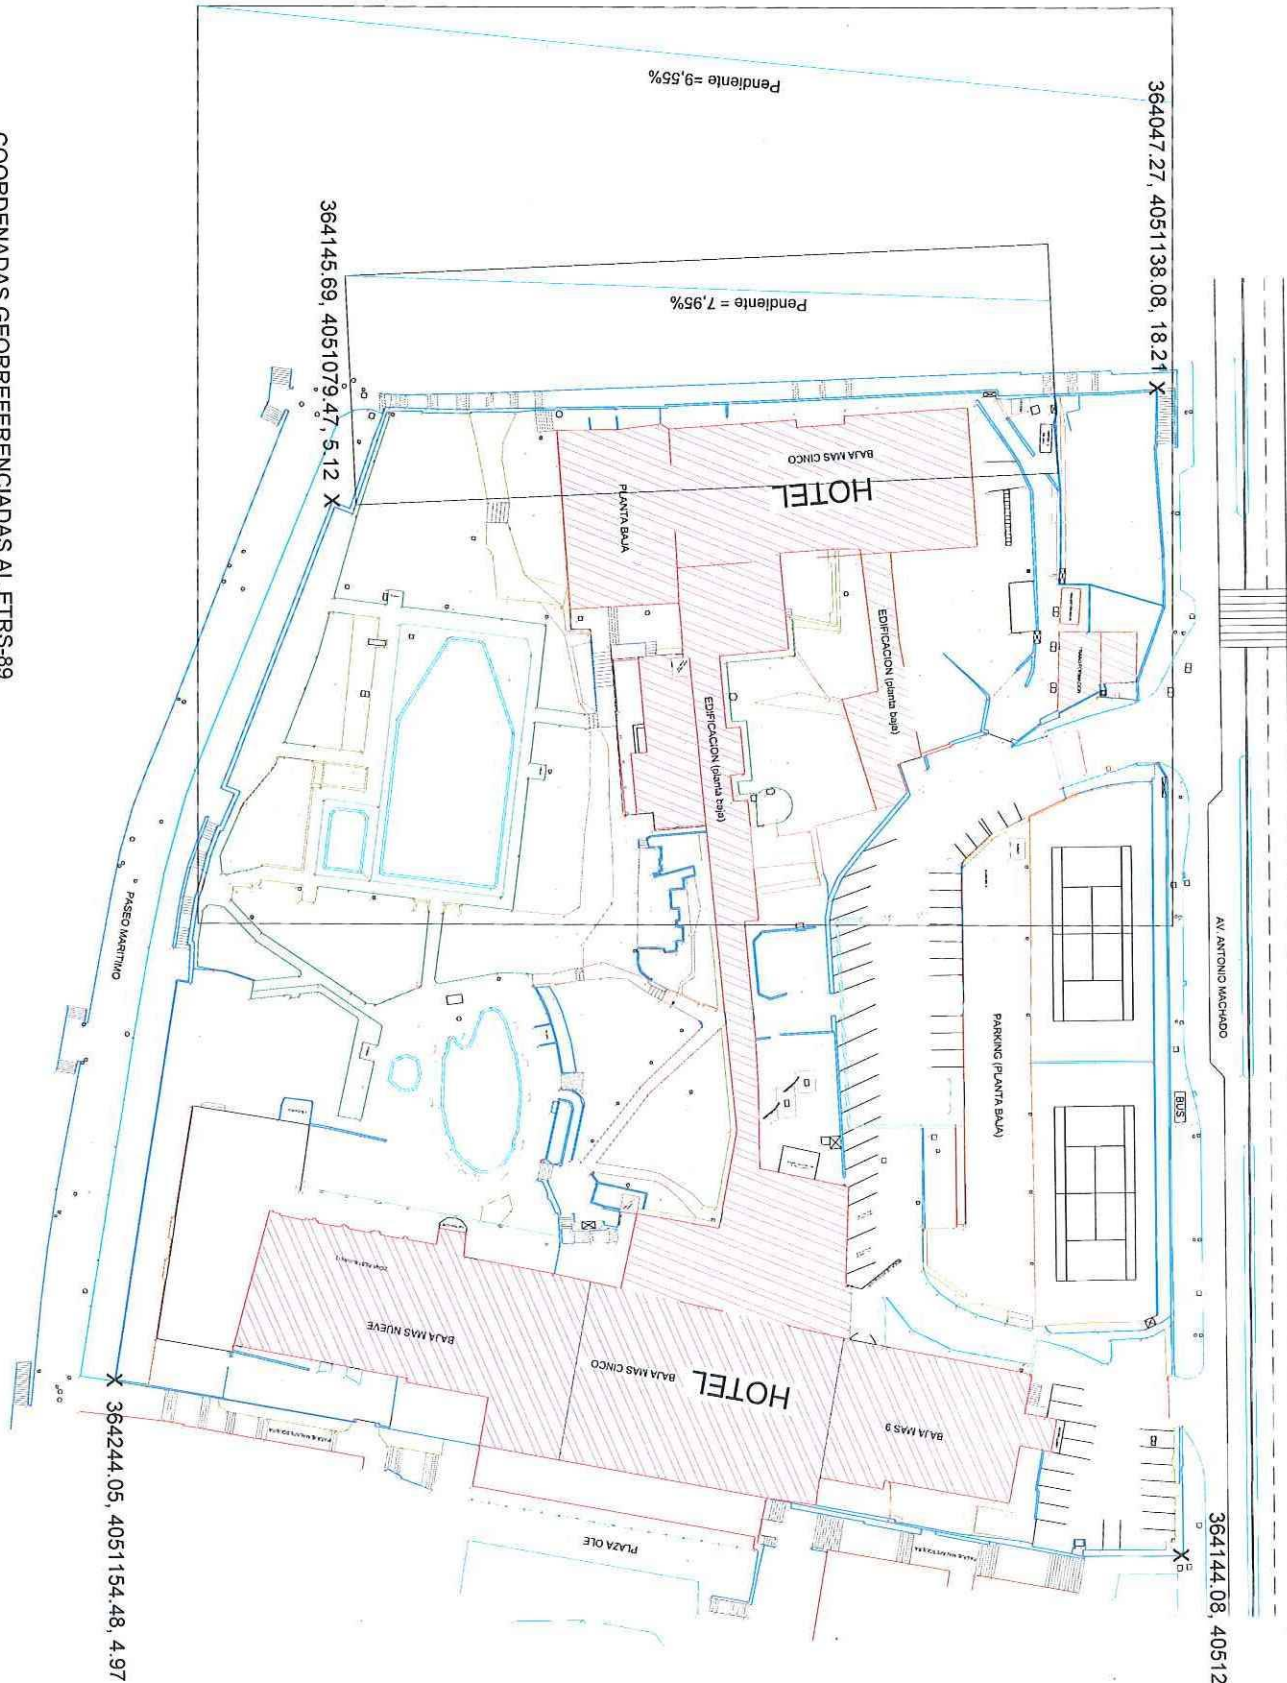 COORDENADAS GEORREFERENCIADAS AL ETRS-89
364047.27, 4051138.08, 18.21
Pendiente =9,55%
Pendiente = 7,95%
364145.69, 4051079.47, 5.12
BAJA MAS CINCO
HOTEL
PLANTA BAJA
EDIFICACION (planta baja)
EDIFICACION (planta baja)
AV. ANTONIO MACHADO
PASEO MARITIMO
PARKING (PLANTA BAJA)
BUS
BAJA MAS NUEVE
BAJA MAS CINCO
HOTEL
BAJA MAS 9
PLAZA OLE
364244.05, 4051154.48, 4.97
364144.08, 40512